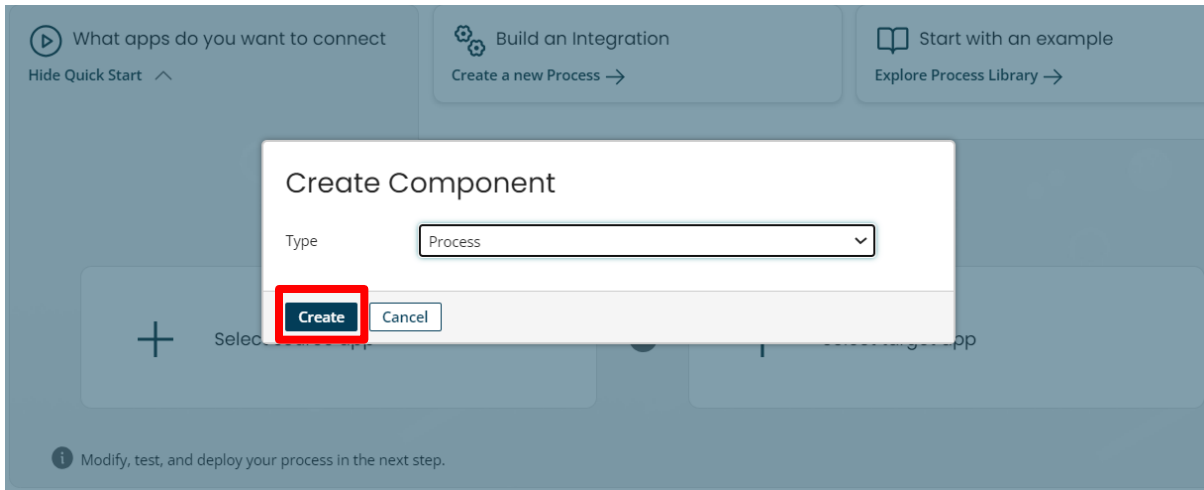 What apps do you want to connect
Hide Quick Start
Build an Integration
Create a new Process
Start with an example
Explore Process Library
Create Component
Type
Process
Create
Cancel
Modify, test, and deploy your process in the next step.